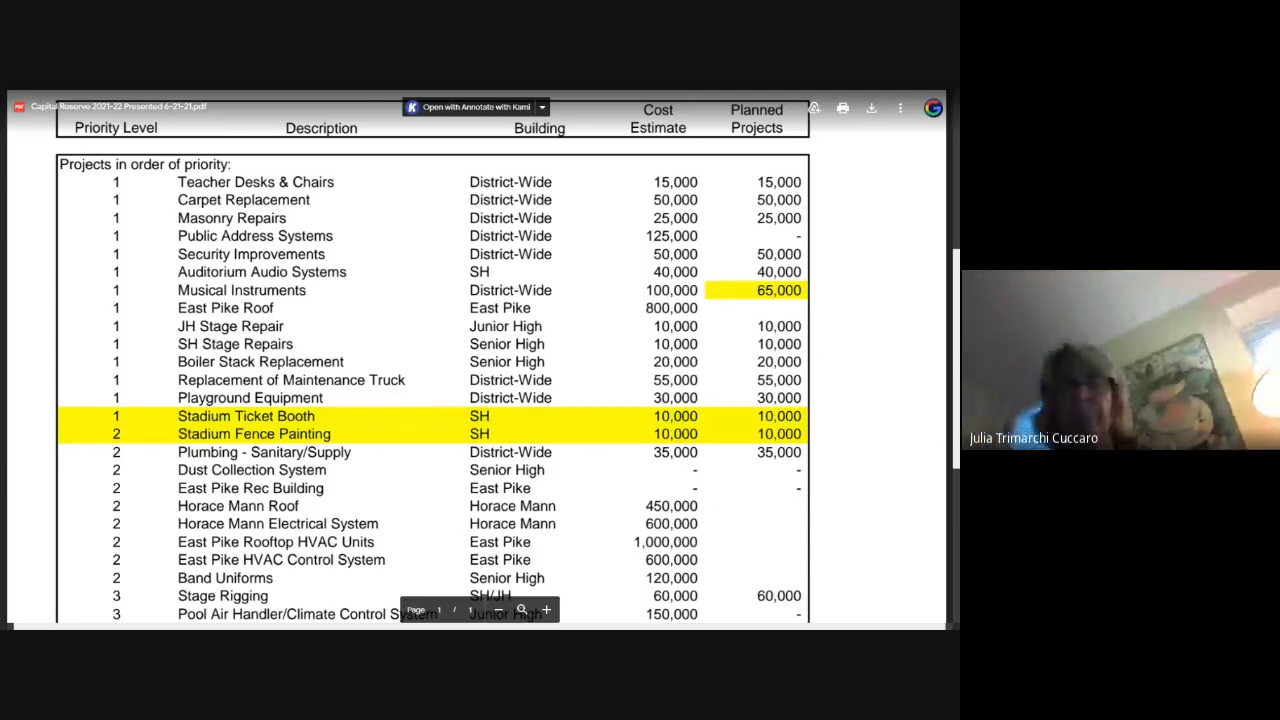 Capital Reserve 2021-22 Presented 6-21-21.pdf
Open with Annotate with Kami
Cost Planned
Priority Level Description Building Estimate Projects
Projects in order of priority:
1 Teacher Desks & Chairs District-Wide 15,000 15,000
1 Carpet Replacement District-Wide 50,000 50,000
1 Masonry Repairs District-Wide 25,000 25,000
1 Public Address Systems District-Wide 125,000 -
1 Security Improvements District-Wide 50,000 50,000
1 Auditorium Audio Systems SH 40,000 40,000
1 Musical Instruments District-Wide 100,000 65,000
1 East Pike Roof East Pike 800,000
1 JH Stage Repair Junior High 10,000 10,000
1 SH Stage Repairs Senior High 10,000 10,000
1 Boiler Stack Replacement Senior High 20,000 20,000
1 Replacement of Maintenance Truck District-Wide 55,000 55,000
1 Playground Equipment District-Wide 30,000 30,000
1 Stadium Ticket Booth SH 10,000 10,000
2 Stadium Fence Painting SH 10,000 10,000
2 Plumbing - Sanitary/Supply District-Wide 35,000 35,000
2 Dust Collection System Senior High - -
2 East Pike Rec Building East Pike - -
2 Horace Mann Roof Horace Mann 450,000
2 Horace Mann Electrical System Horace Mann 600,000
2 East Pike Rooftop HVAC Units East Pike 1,000,000
2 East Pike HVAC Control System East Pike 600,000
2 Band Uniforms Senior High 120,000
3 Stage Rigging SH/JH 60,000 60,000
3 Pool Air Handler/Climate Control System Junior High 150,000 -
Page 1 / 1
Julia Trimarchi Cuccaro